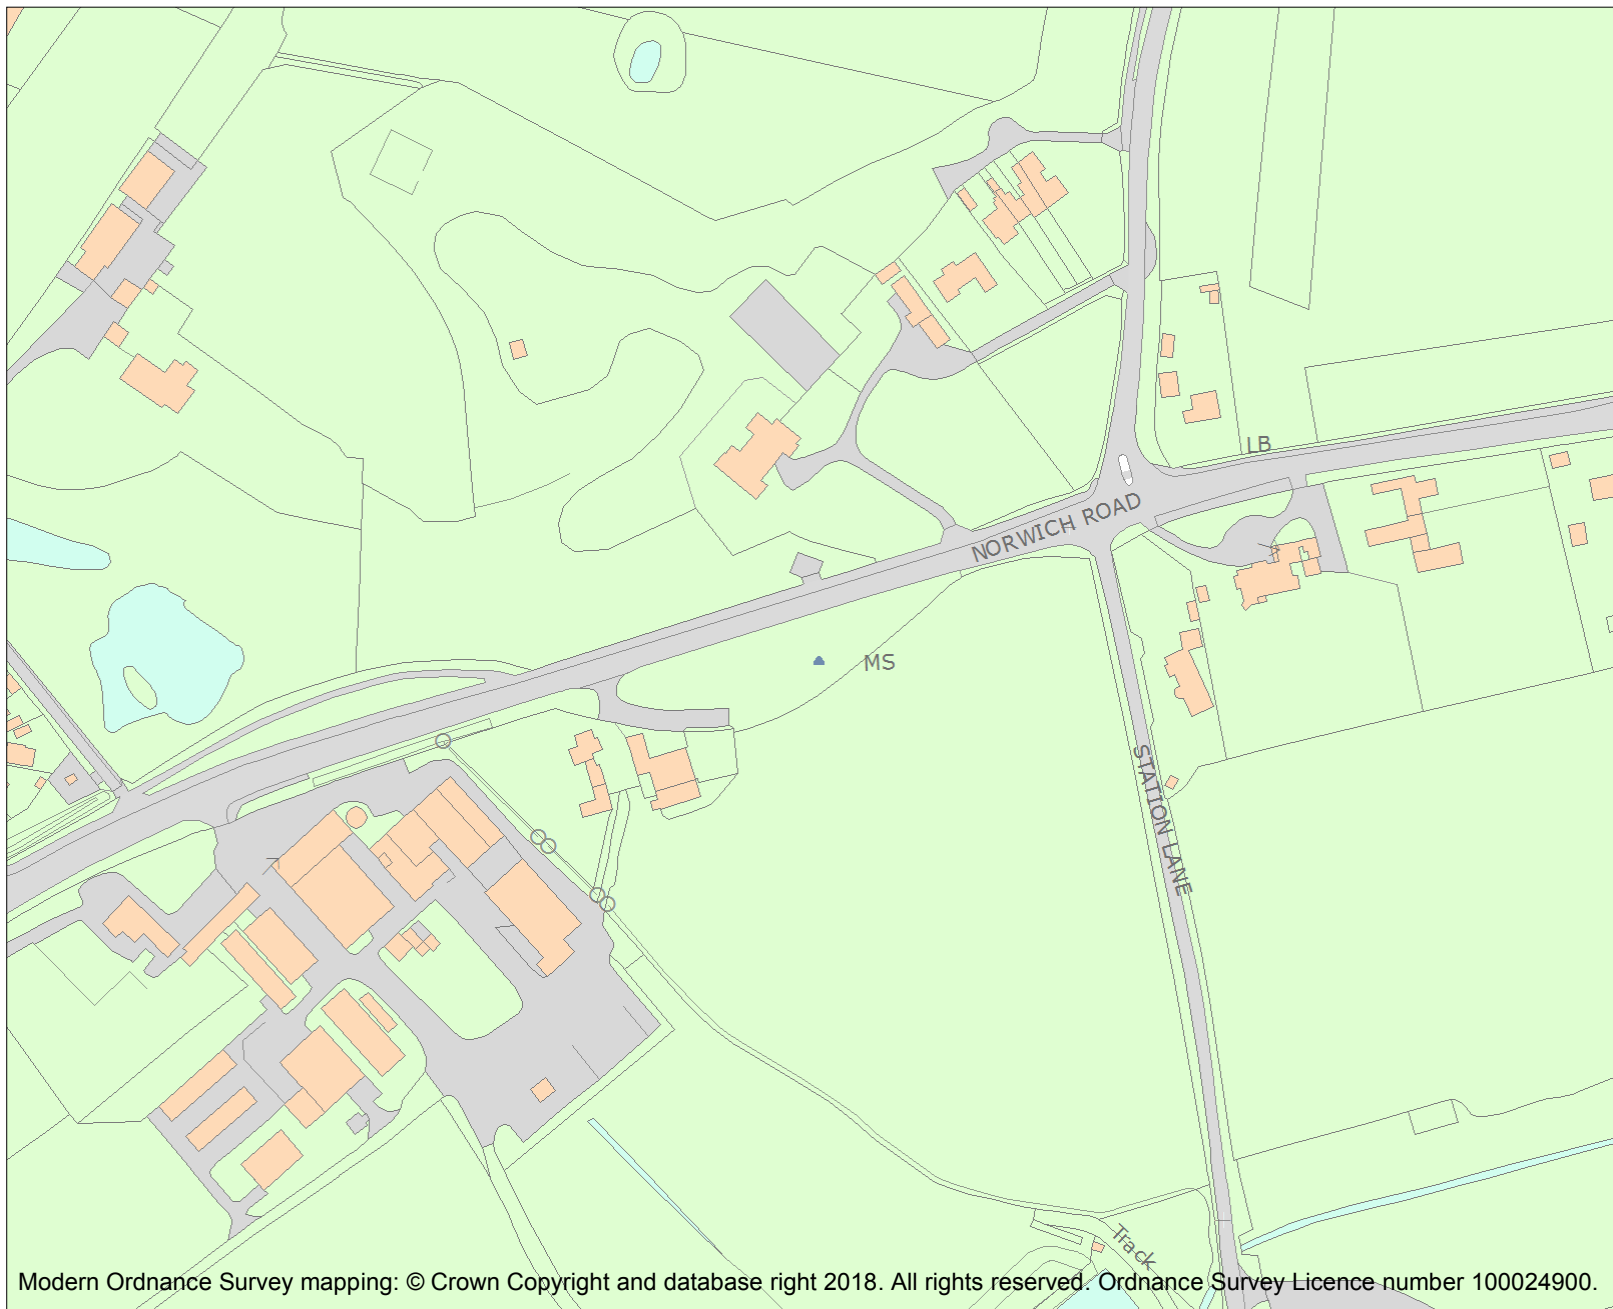 LB
NORWICH ROAD
MS
STATION LANE
Track
Modern Ordnance Survey mapping: © Crown Copyright and database right 2018. All rights reserved. Ordnance Survey Licence number 100024900.